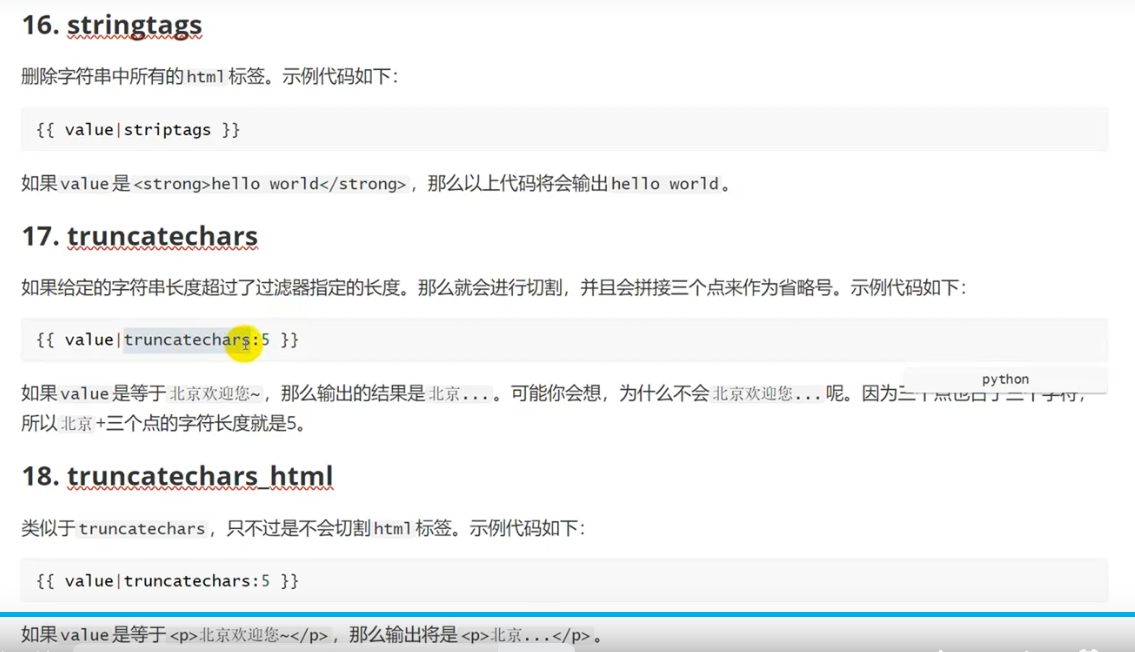 16. stringtags
删除字符串中所有的html标签。示例代码如下：
{{ value|striptags }}
如果value是<strong>hello world</strong>，那么以上代码将会输出hello world。
17. truncatechars
如果给定的字符串长度超过了过滤器指定的长度。那么就会进行切割，并且会拼接三个点来作为省略号。示例代码如下：
{{ value|truncatechars:5 }}
python
如果value是等于北京欢迎您~，那么输出的结果是北京...。可能你会想，为什么不会北京欢迎您...呢。因为三个点也占了三个字符，
所以北京+三个点的字符长度就是5。
18. truncatechars_html
类似于truncatechars，只不过是不会切割html标签。示例代码如下：
{{ value|truncatechars:5 }}
如果value是等于<p>北京欢迎您~</p>，那么输出将是<p>北京...</p>。